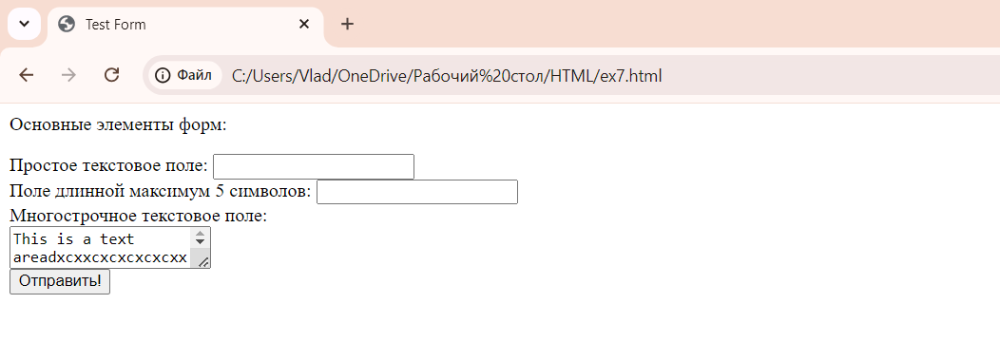 Test Form
Файл C:/Users/Vlad/OneDrive/Рабочий%20стол/HTML/ex7.html
Основные элементы форм:
Простое текстовое поле:
Поле длинной максимум 5 символов:
Многострочное текстовое поле:
This is a text
areadxcxxcxcxcxcxcxx
Отправить!